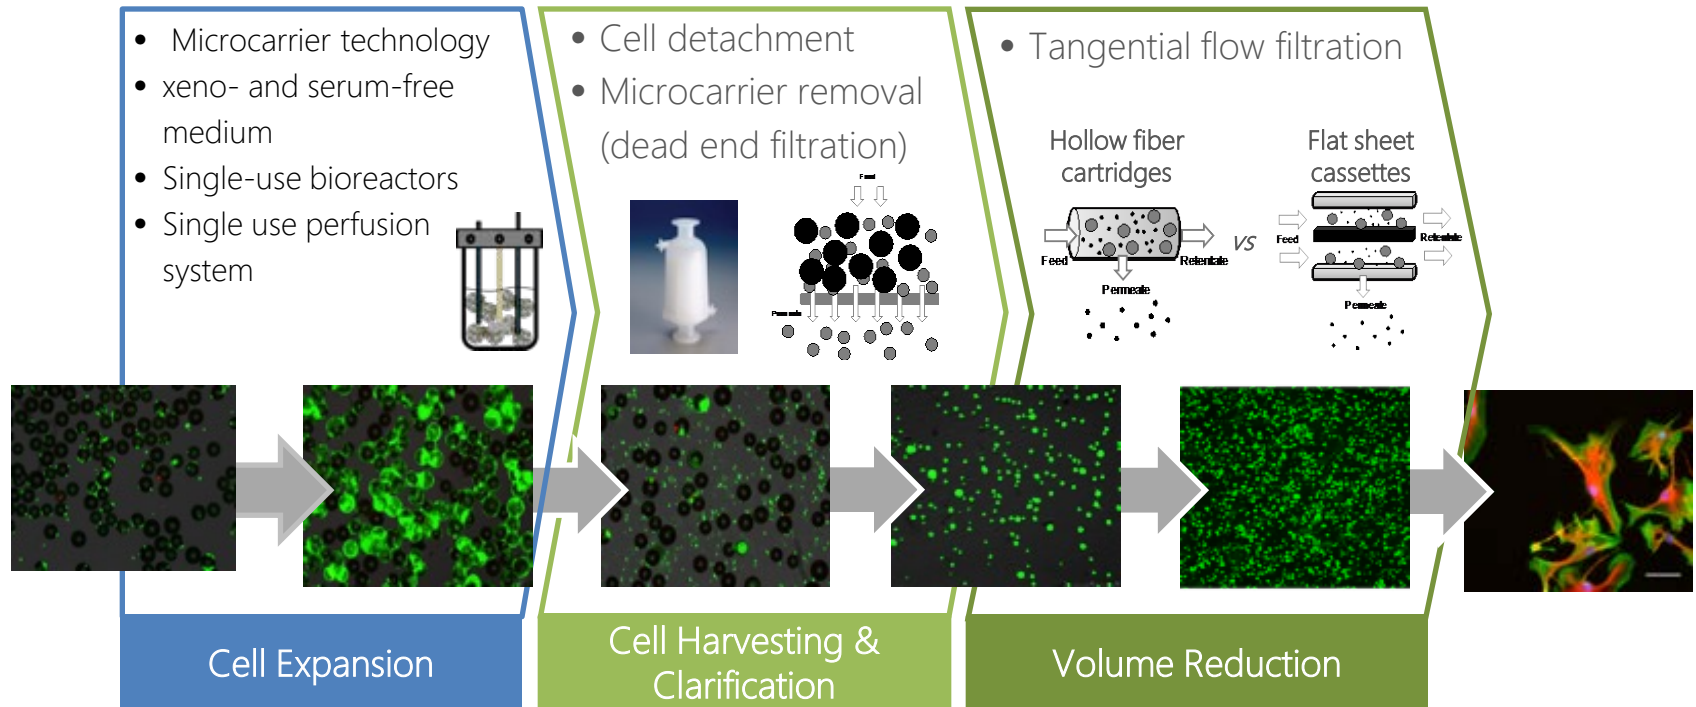 • Microcarrier technology
• xeno- and serum-free
medium
• Single-use bioreactors
• Single use perfusion
system
• Cell detachment
• Microcarrier removal
(dead end filtration)
Feed
Permeate
• Tangential flow filtration
Hollow fiber
cartridges
Feed
Retentate
Permeate
vs
Flat sheet
cassettes
Feed
Retentate
Permeate
Cell Expansion
Cell Harvesting &
Clarification
Volume Reduction